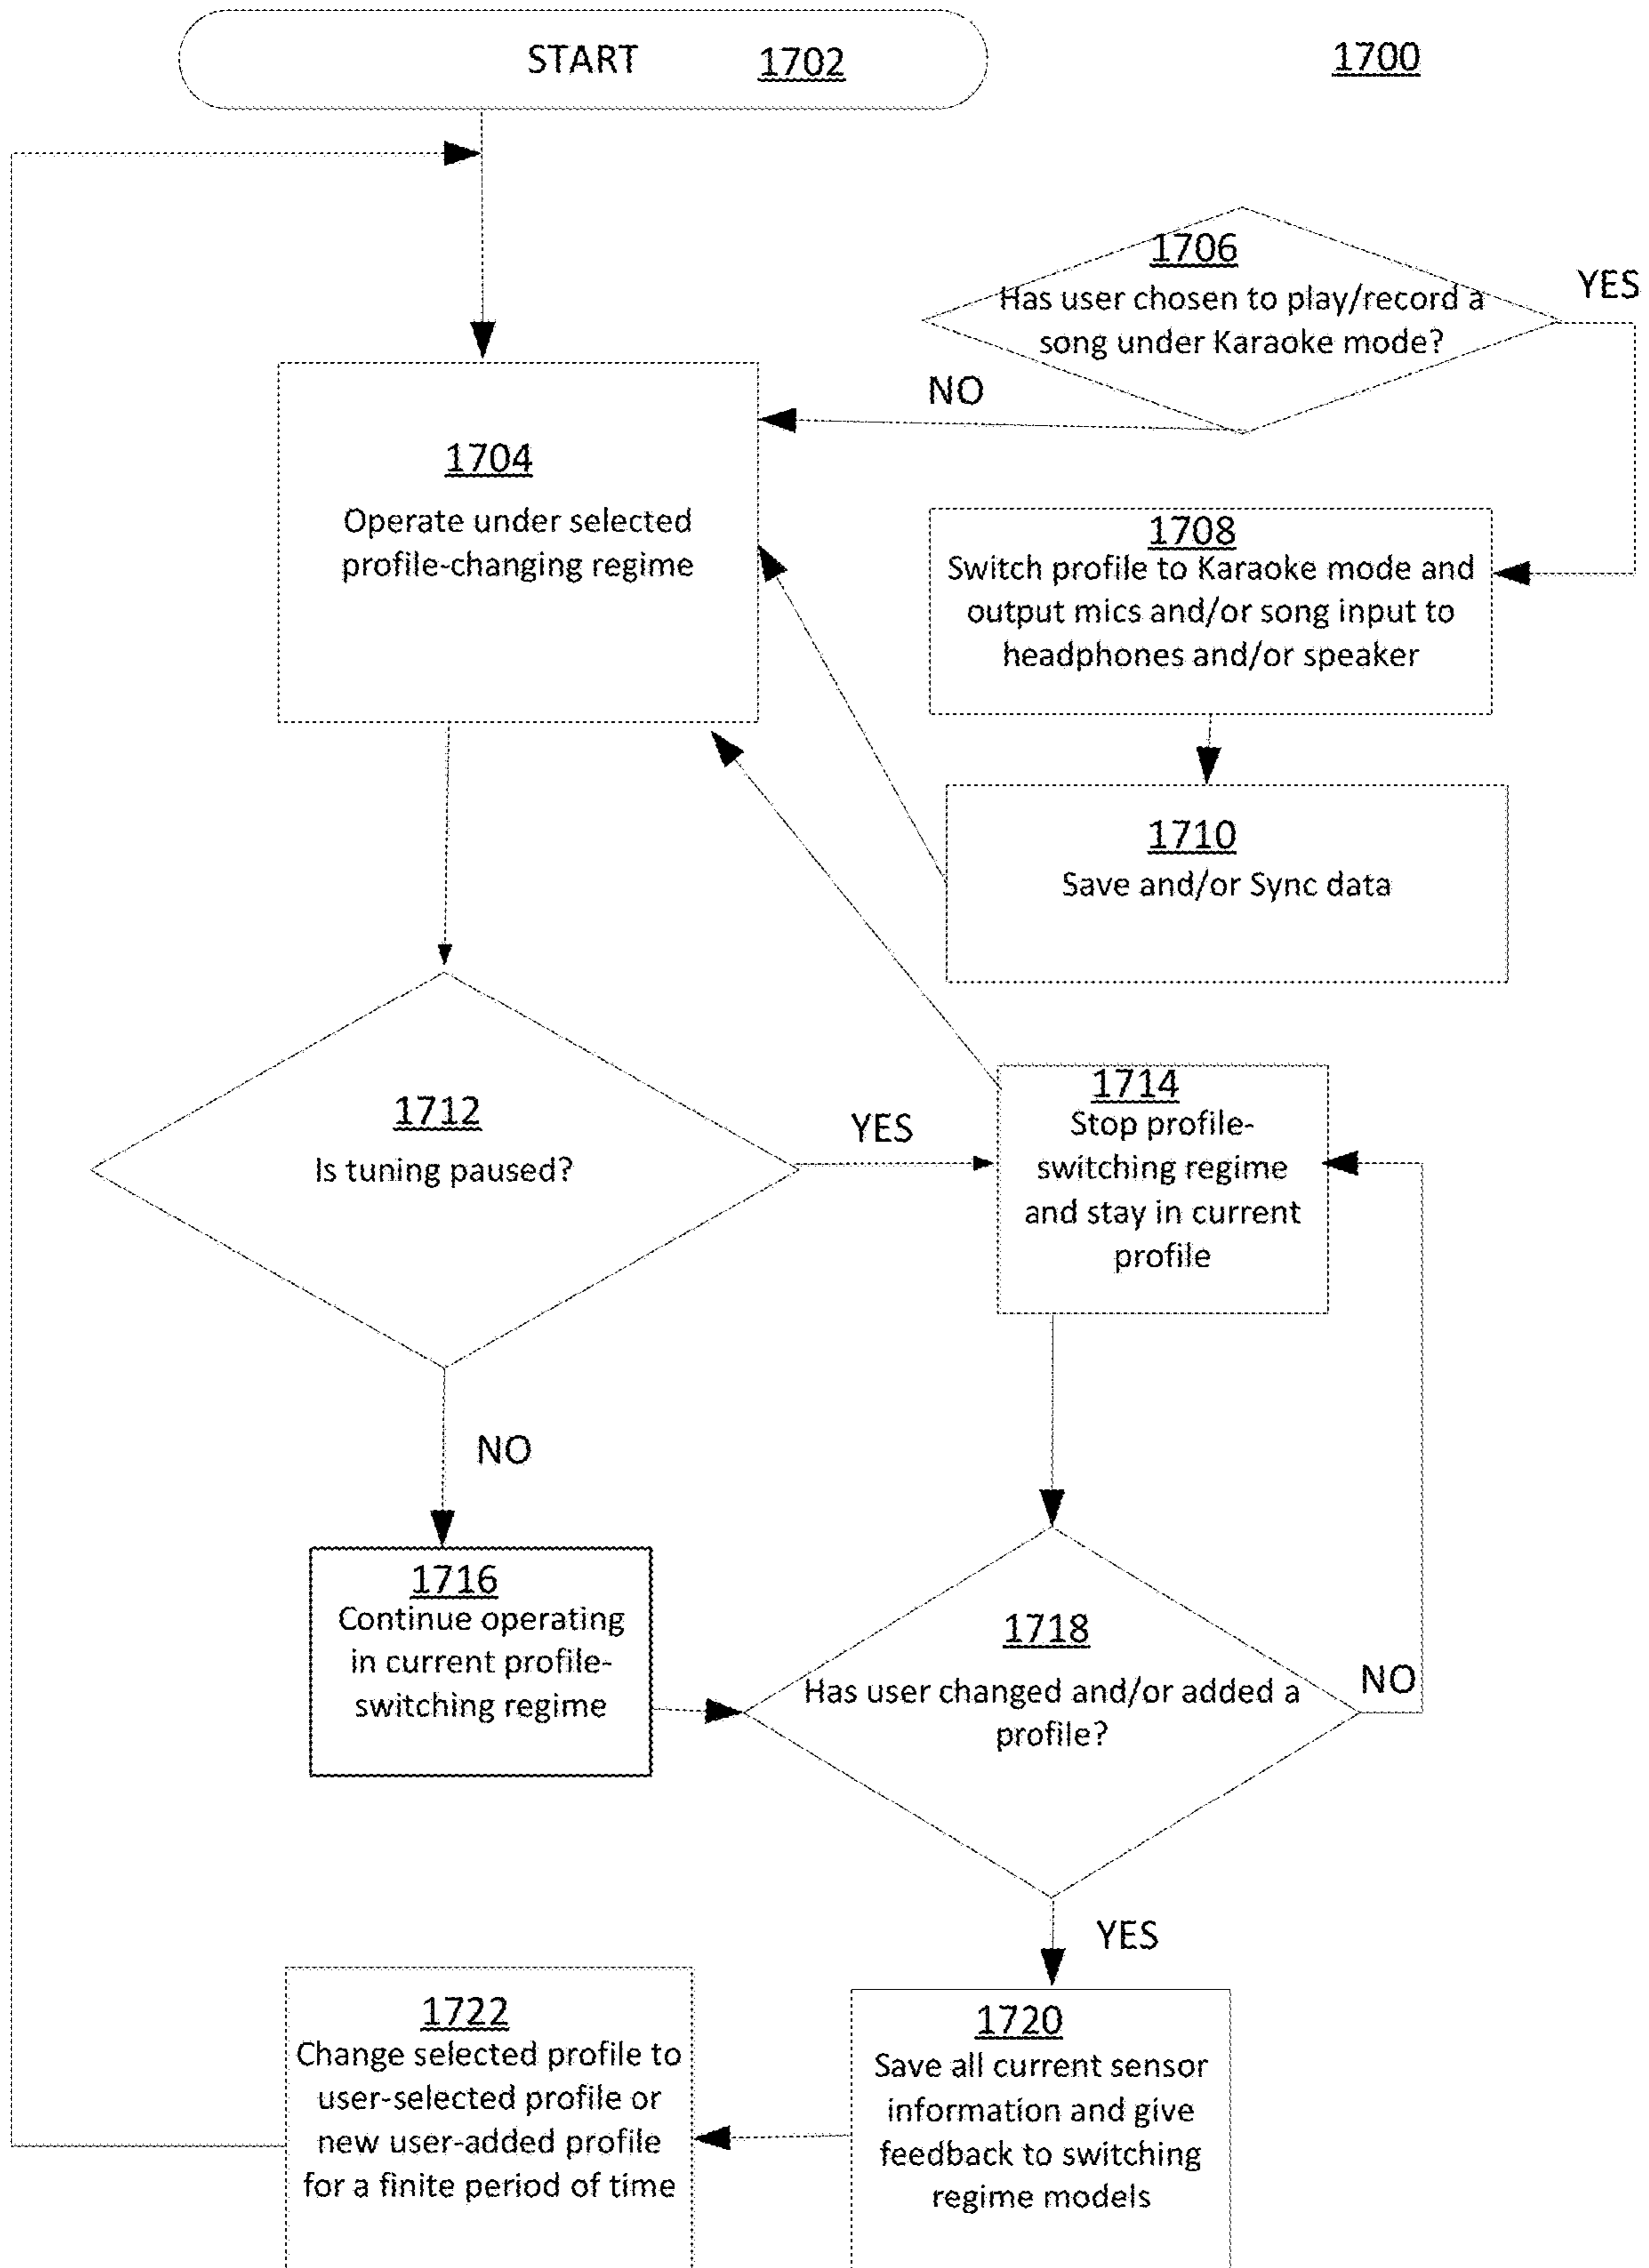 START 1702
1700
1706
Has user chosen to play/record a
song under Karaoke mode?
YES
NO
1704
Operate under selected
profile-changing regime
1708
Switch profile to Karaoke mode and
output mics and/or song input to
headphones and/or speaker
1710
Save and/or Sync data
1712
Is tuning paused?
YES
1714
Stop profile-
switching regime
and stay in current
profile
NO
1716
Continue operating
in current profile-
switching regime
1718
Has user changed and/or added a
profile?
NO
YES
1722
Change selected profile to
user-selected profile or
new user-added profile
for a finite period of time
1720
Save all current sensor
information and give
feedback to switching
regime models